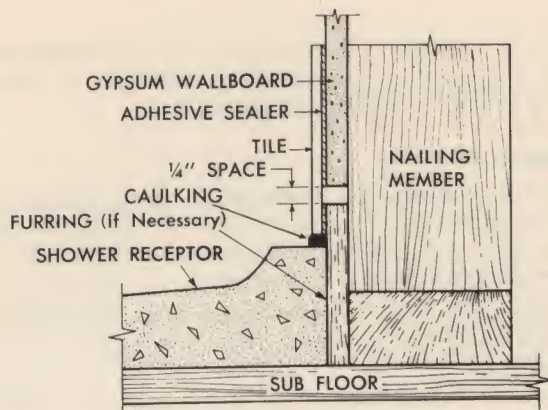 GYPSUM WALLBOARD
ADHESIVE SEALER
TILE
¼" SPACE
CAULKING
FURRING (If Necessary)
SHOWER RECEPTOR
NAILING
MEMBER
SUB FLOOR